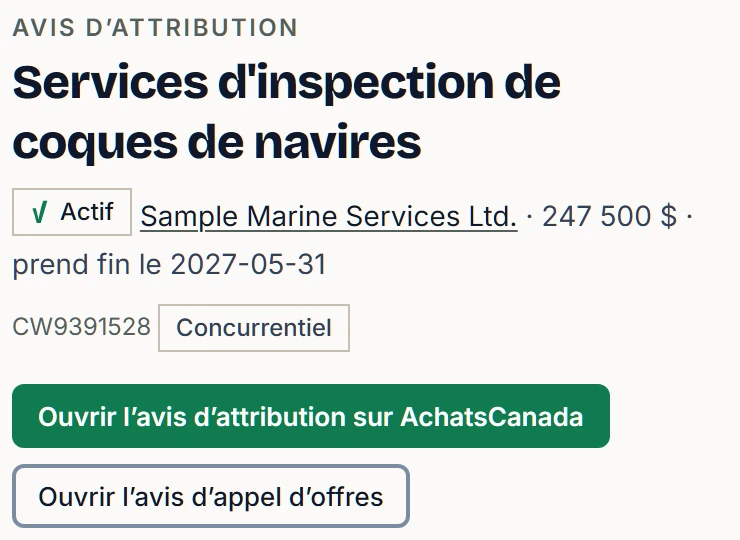 AVIS D’ATTRIBUTION
Services d'inspection de
coques de navires
√ Actif Sample Marine Services Ltd. · 247 500 $ ·
prend fin le 2027-05-31
CW9391528 Concurrentiel
Ouvrir l’avis d’attribution sur AchatsCanada
Ouvrir l’avis d’appel d’offres